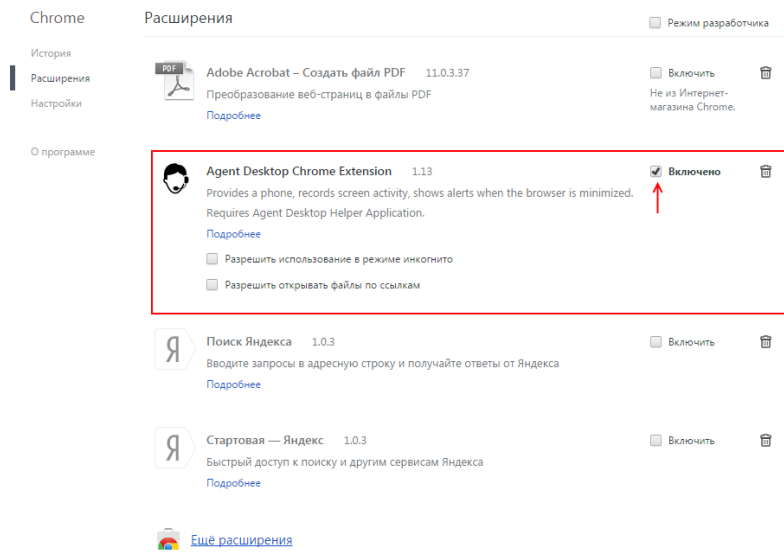 Chrome
Расширения
Режим разработчика
История
Расширения
Настройки
О программе
PDF
Adobe Acrobat – Создать файл PDF 11.0.3.37
Включить
Преобразование веб-страниц в файлы PDF
Не из Интернет-
магазина Chrome.
Подробнее
Agent Desktop Chrome Extension 1.13
Включено
Provides a phone, records screen activity, shows alerts when the browser is minimized.
Requires Agent Desktop Helper Application.
Подробнее
Разрешить использование в режиме инкогнито
Разрешить открывать файлы по ссылкам
Я
Поиск Яндекса 1.0.3
Включить
Вводите запросы в адресную строку и получайте ответы от Яндекса
Подробнее
Я
Стартовая — Яндекс 1.0.3
Включить
Быстрый доступ к поиску и другим сервисам Яндекса
Подробнее
Ещё расширения